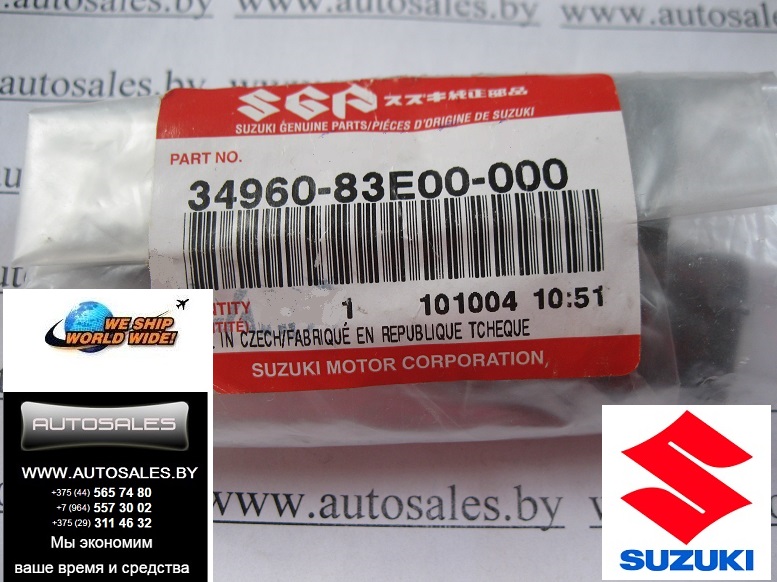 www.autosales.by www.autosales.by
www.autosales.by
SGP スズキ純正部品
SUZUKI GENUINE PARTS/PIÉCES D'ORIGINE DE SUZUKI
PART NO.
34960-83E00-000
1 101004 10:51
IN CZECH/FABRIQUÉ EN REPUBLIQUE TCHEQUE
SUZUKI MOTOR CORPORATION,
WE SHIP
WORLD WIDE!
AUTOSALES
WWW.AUTOSALES.BY
+375 (44) 565 74 80
+7 (964) 557 30 02
+375 (29) 311 46 32
Мы экономим
ваше время и средства
www.autosales.by
SUZUKI